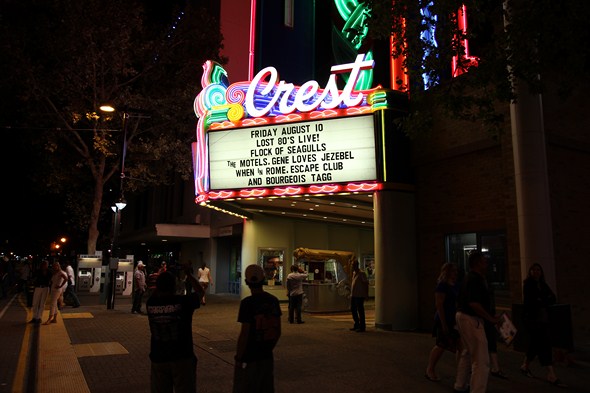 Crest
FRIDAY AUGUST 10
LOST 80'S LIVE!
FLOCK OF SEAGULLS
THE MOTELS. GENE LOVES JEZEBEL
WHEN IN ROME. ESCAPE CLUB
AND BOURGEOIS TAGG